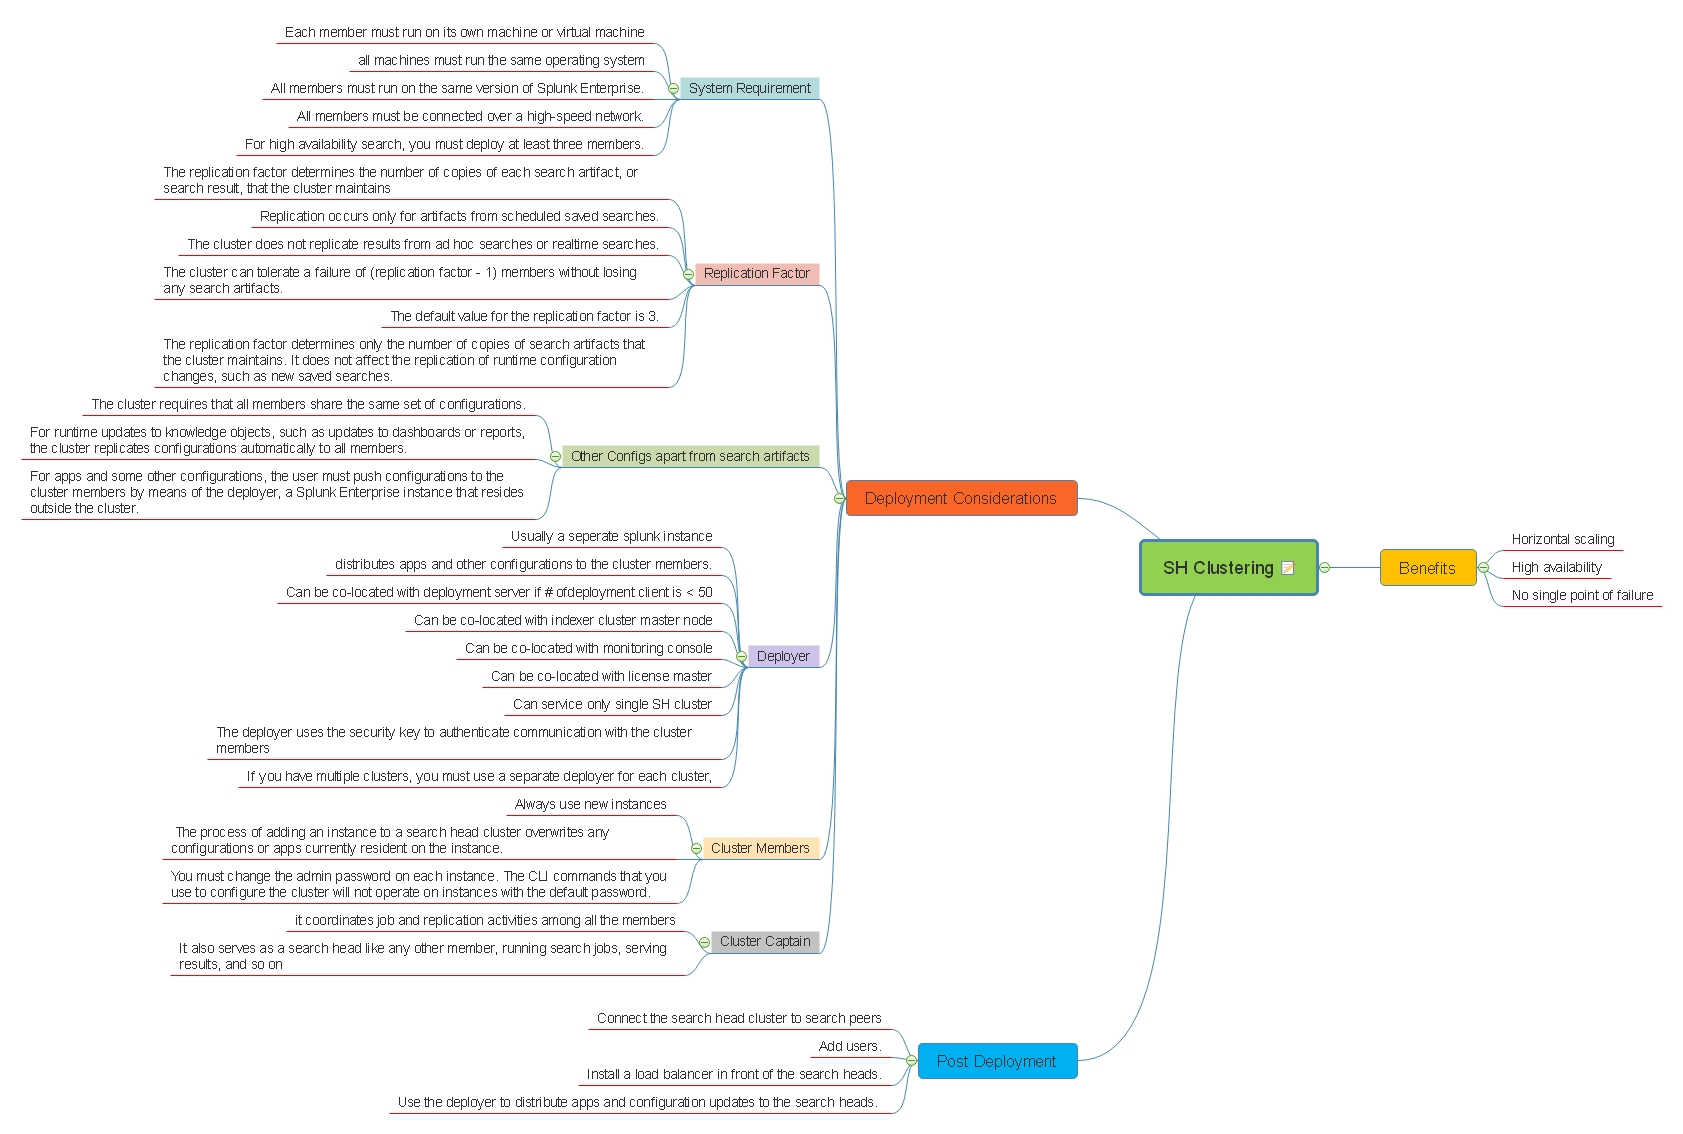 Each member must run on its own machine or virtual machine
all machines must run the same operating system
All members must run on the same version of Splunk Enterprise.
All members must be connected over a high-speed network.
For high availability search, you must deploy at least three members.
System Requirement
The replication factor determines the number of copies of each search artifact, or
search result, that the cluster maintains
Replication occurs only for artifacts from scheduled saved searches.
The cluster does not replicate results from ad hoc searches or realtime searches.
The cluster can tolerate a failure of (replication factor - 1) members without losing
any search artifacts.
The default value for the replication factor is 3.
The replication factor determines only the number of copies of search artifacts that
the cluster maintains. It does not affect the replication of runtime configuration
changes, such as new saved searches.
Replication Factor
The cluster requires that all members share the same set of configurations.
For runtime updates to knowledge objects, such as updates to dashboards or reports,
the cluster replicates configurations automatically to all members.
For apps and some other configurations, the user must push configurations to the
cluster members by means of the deployer, a Splunk Enterprise instance that resides
outside the cluster.
Other Configs apart from search artifacts
Usually a seperate splunk instance
distributes apps and other configurations to the cluster members.
Can be co-located with deployment server if # ofdeployment client is < 50
Can be co-located with indexer cluster master node
Can be co-located with monitoring console
Can be co-located with license master
Can service only single SH cluster
The deployer uses the security key to authenticate communication with the cluster
members
If you have multiple clusters, you must use a separate deployer for each cluster,
Deployer
Always use new instances
The process of adding an instance to a search head cluster overwrites any
configurations or apps currently resident on the instance.
You must change the admin password on each instance. The CLI commands that you
use to configure the cluster will not operate on instances with the default password.
Cluster Members
it coordinates job and replication activities among all the members
It also serves as a search head like any other member, running search jobs, serving
results, and so on
Cluster Captain
Deployment Considerations
Connect the search head cluster to search peers
Add users.
Install a load balancer in front of the search heads.
Use the deployer to distribute apps and configuration updates to the search heads.
Post Deployment
SH Clustering
Benefits
Horizontal scaling
High availability
No single point of failure